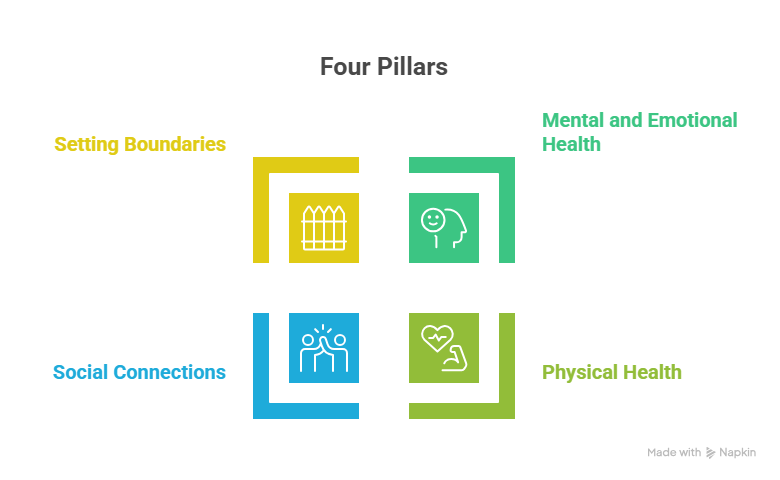 Four Pillars
Setting Boundaries
Mental and Emotional
Health
Social Connections
Physical Health
Made with Napkin